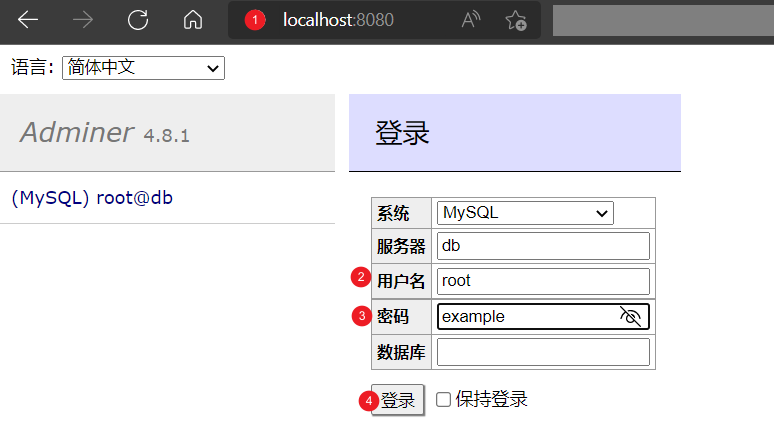 1 localhost:8080
语言: 简体中文
Adminer 4.8.1
登录
(MySQL) root@db
系统 MySQL
服务器 db
2 用户名 root
3 密码 example
数据库
4 登录 保持登录